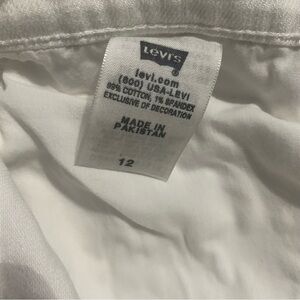 Levi's
levi.com
(800) USA-LEVI
99% COTTON, 1% SPANDEX
EXCLUSIVE OF DECORATION
MADE IN
PAKISTAN
12